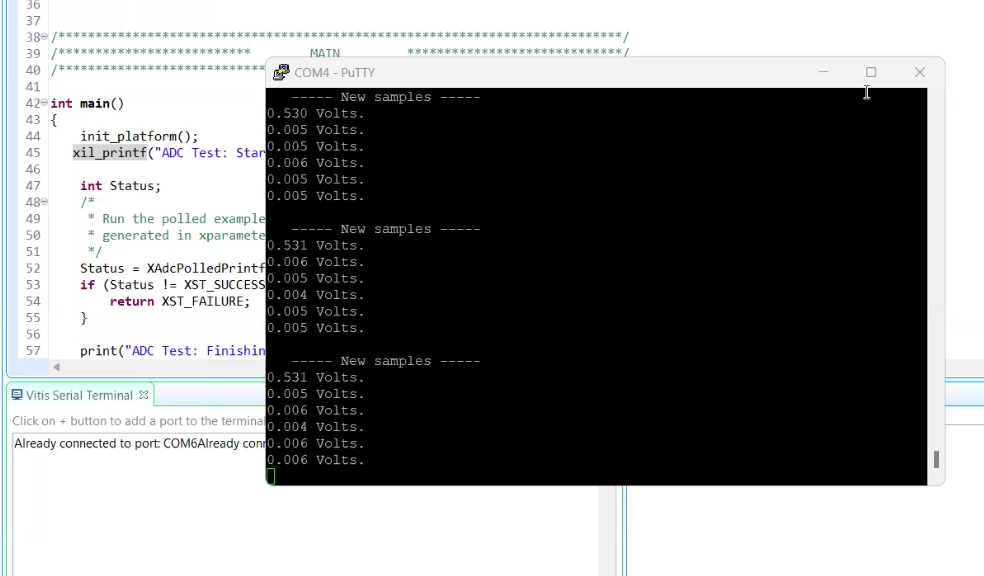 36
37
38 /****************************************************************************/
39 /************************** MAIN *****************************/
40 /****************************
41
42 int main()
43 {
44 init_platform();
45 xil_printf("ADC Test: Star
46
47 int Status;
48 /*
49 * Run the polled example
50 * generated in xparamete
51 */
52 Status = XAdcPolledPrintf
53 if (Status != XST_SUCCESS
54 return XST_FAILURE;
55 }
56
57 print("ADC Test: Finishin
COM4 - PuTTY
----- New samples -----
0.530 Volts.
0.005 Volts.
0.005 Volts.
0.006 Volts.
0.005 Volts.
0.005 Volts.
----- New samples -----
0.531 Volts.
0.006 Volts.
0.005 Volts.
0.004 Volts.
0.005 Volts.
0.005 Volts.
----- New samples -----
0.531 Volts.
0.005 Volts.
0.006 Volts.
0.004 Volts.
0.006 Volts.
0.006 Volts.
Vitis Serial Terminal
Click on + button to add a port to the terminal
Already connected to port: COM6Already conn